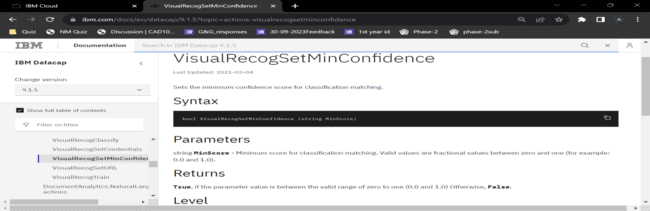 IBM Cloud
VisualRecogSetMinConfidence
ibm.com/docs/en/datacap/9.1.5?topic=actions-visualrecogsetminconfidence
Quiz
NM Quiz
Discussion | CAD10...
G&G_responses
30-09-2023Feedback
1st year id
Phase-2
phase-2sub
IBM
Documentation
Search in IBM Datacap 9.1.5
IBM Datacap
Change version
9.1.5
Show full table of contents
Filter on titles
VisualRecogClassify
VisualRecogSetCredentials
VisualRecogSetMinConfiden
VisualRecogSetURL
VisualRecogTrain
DocumentAnalytics.NaturalLang
actions
VisualRecogSetMinConfidence
Last Updated: 2021-03-04
Sets the minimum confidence score for classification matching.
Syntax
bool VisualRecogSetMinConfidence (string MinScore)
Parameters
string MinScore - Minimum score for classification matching, Valid values are fractional values between zero and one (for example:
0.0 and 1.0).
Returns
True, if the parameter value is between the valid range of zero to one (0.0 and 1.0) Otherwise, False.
Level